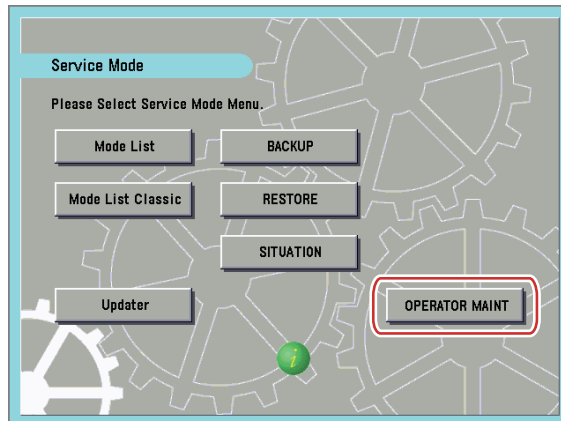 Service Mode
Please Select Service Mode Menu.
Mode List
BACKUP
Mode List Classic
RESTORE
SITUATION
Updater
OPERATOR MAINT
i